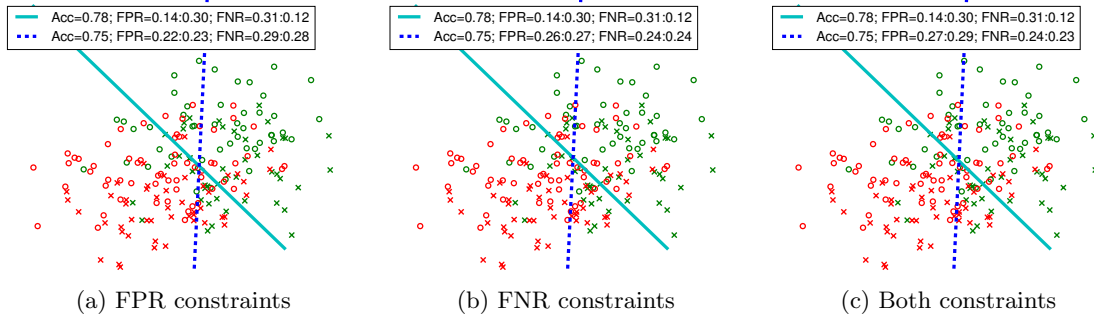 Acc=0.78; FPR=0.14:0.30; FNR=0.31:0.12
Acc=0.75; FPR=0.22:0.23; FNR=0.29:0.28
(a) FPR constraints
Acc=0.78; FPR=0.14:0.30; FNR=0.31:0.12
Acc=0.75; FPR=0.26:0.27; FNR=0.24:0.24
(b) FNR constraints
Acc=0.78; FPR=0.14:0.30; FNR=0.31:0.12
Acc=0.75; FPR=0.27:0.29; FNR=0.24:0.23
(c) Both constraints